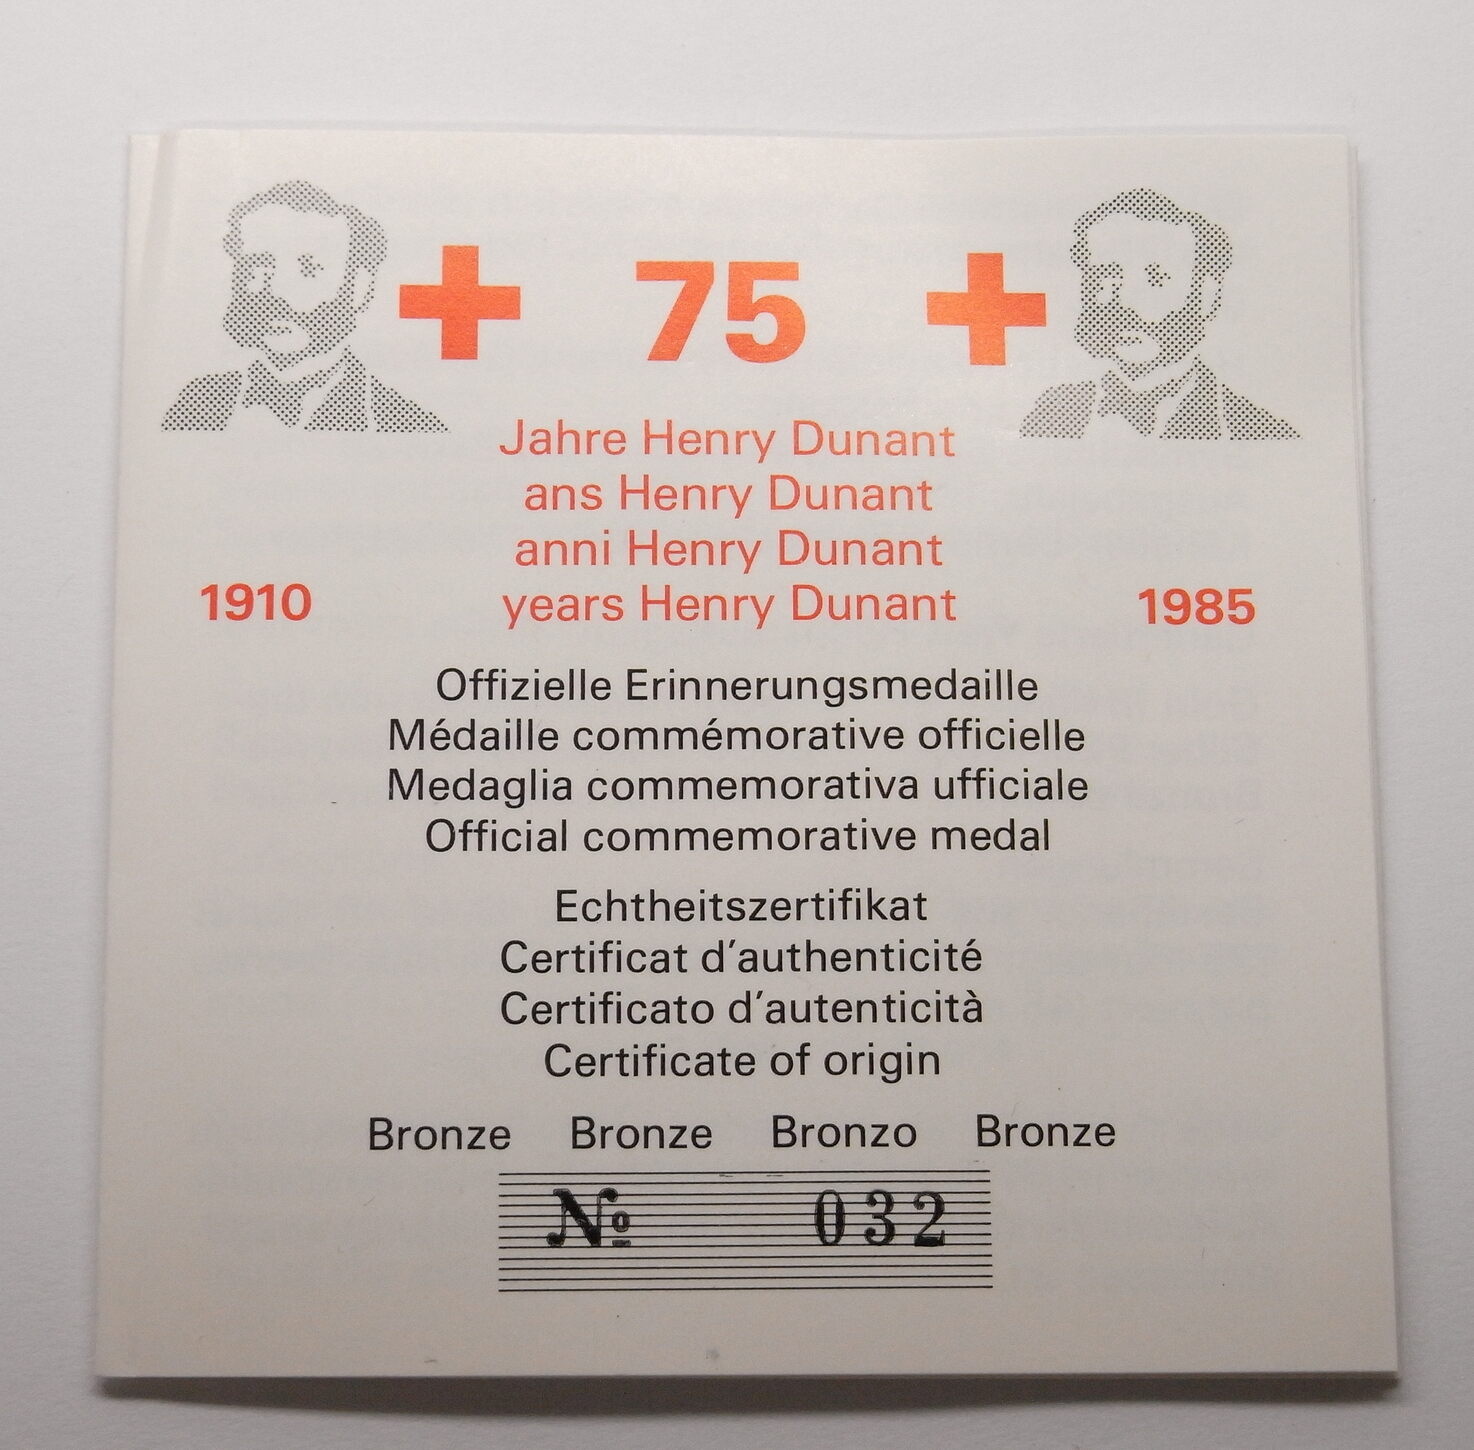 75
Jahre Henry Dunant
ans Henry Dunant
anni Henry Dunant
1910 years Henry Dunant 1985
Offizielle Erinnerungsmedaille
Médaille commémorative officielle
Medaglia commemorativa ufficiale
Official commemorative medal
Echtheitszertifikat
Certificat d’authenticité
Certificato d’autenticità
Certificate of origin
Bronze Bronze Bronzo Bronze
№ 032